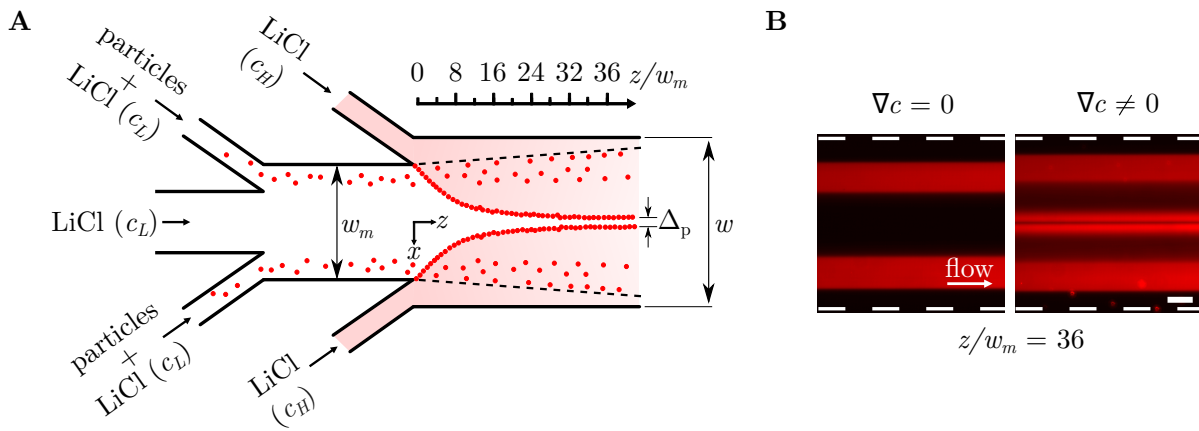 A
particles
+
LiCl (c_L)
LiCl
(c_H)
0 8 16 24 32 36 z/w_m
LiCl (c_L)
w_m
z
x
Δ_p
w
particles
+
LiCl (c_L)
LiCl
(c_H)
B
∇c = 0
∇c ≠ 0
flow
z/w_m = 36